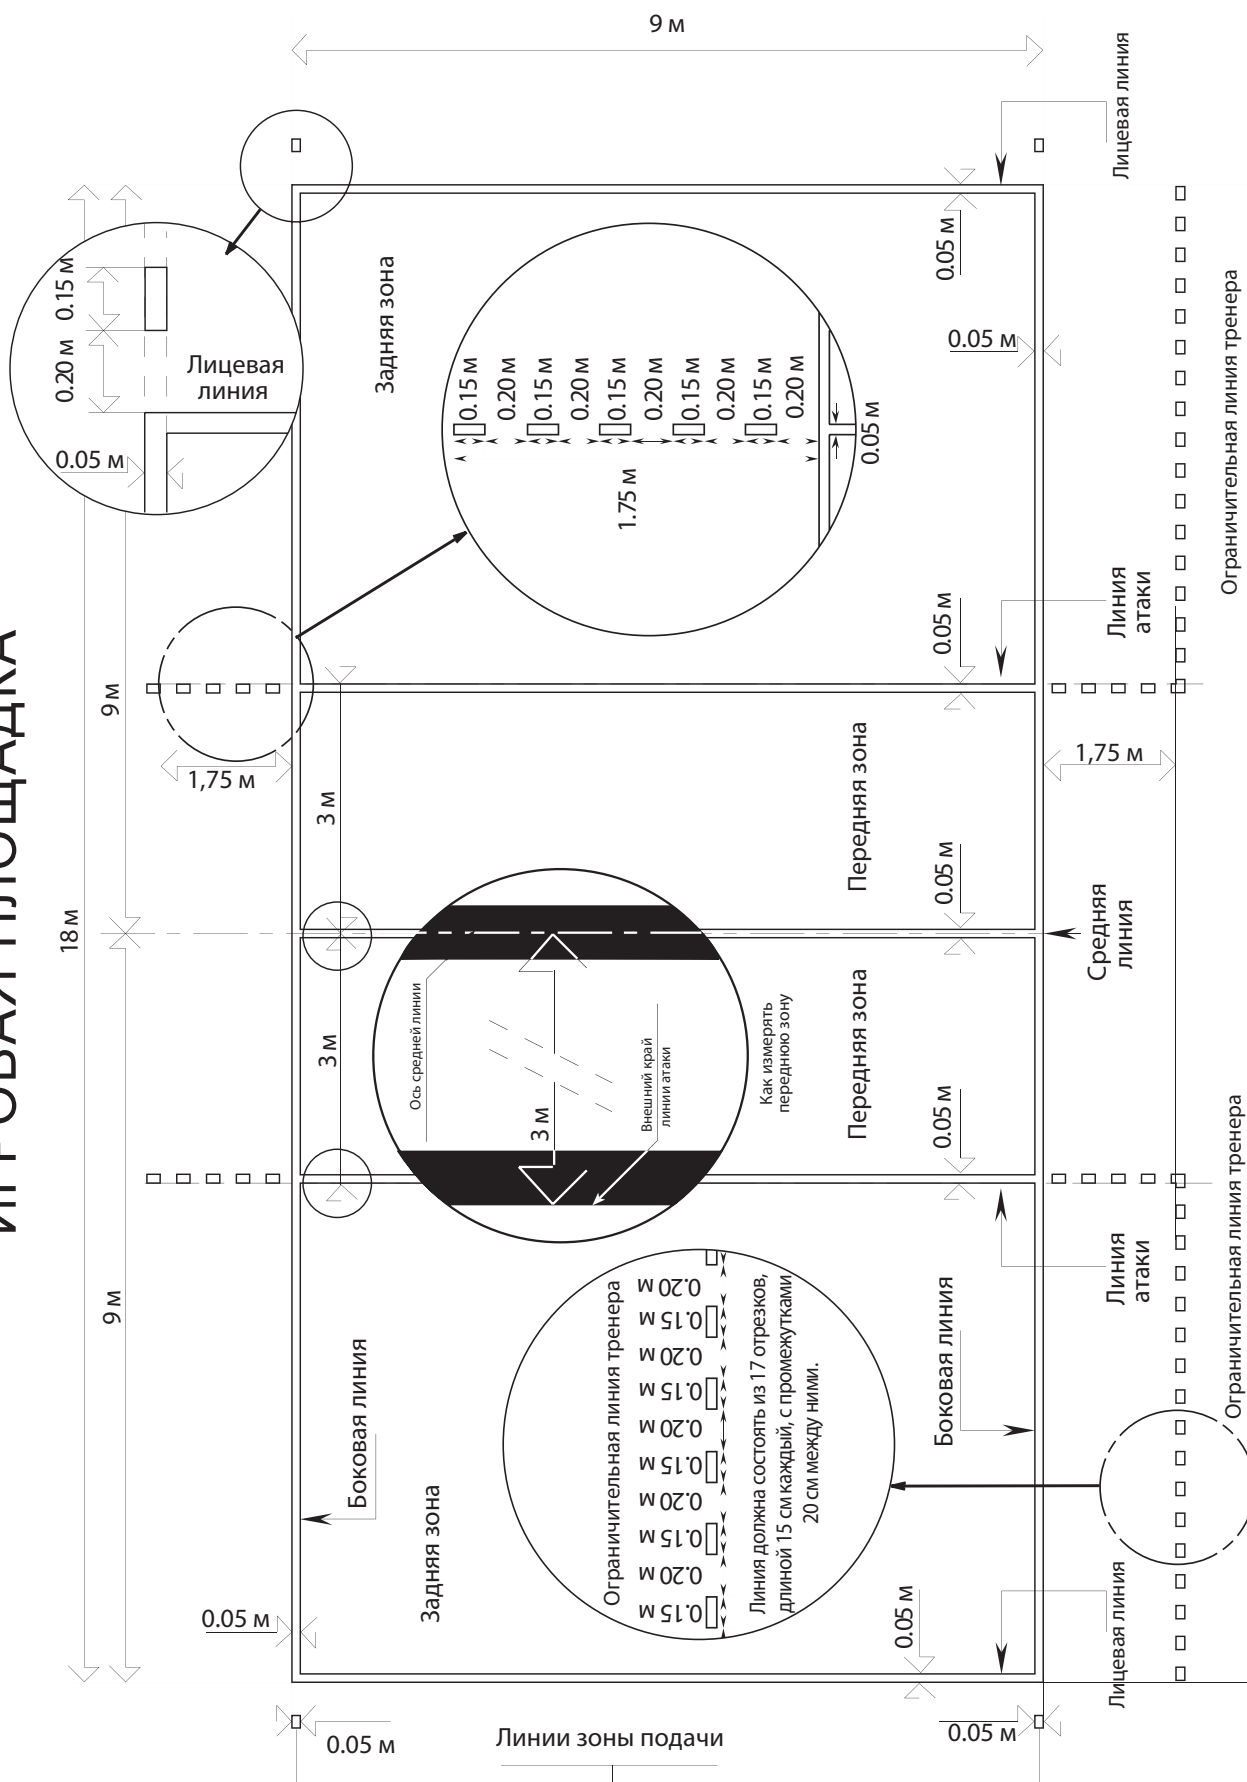 ИГРОВАЯ ПЛОЩАДКА
9 м
18 м
9 м
9 м
Лицевая линия
0.15 м
0.20 м
Лицевая
линия
0.05 м
Задняя зона
0.05 м
0.05 м
0.15 м
0.20 м
0.15 м
0.20 м
0.15 м
0.20 м
0.15 м
0.20 м
0.15 м
0.20 м
1.75 м
0.05 м
Ограничительная линия тренера
Линия
атаки
0.05 м
1,75 м
1,75 м
3 м
Передняя зона
0.05 м
Средняя
линия
Ось средней линии
3 м
Внешний край
линии атаки
Как измерять
переднюю зону
3 м
Передняя зона
0.05 м
Линия
атаки
Ограничительная линия тренера
Боковая линия
Боковая линия
Задняя зона
Ограничительная линия тренера
0.20 м
0.15 м
0.20 м
0.15 м
0.20 м
0.15 м
0.20 м
0.15 м
0.20 м
0.15 м
Линия должна состоять из 17 отрезков,
длиной 15 см каждый, с промежутками
20 см между ними.
0.05 м
0.05 м
Лицевая линия
0.05 м
Линии зоны подачи
0.05 м